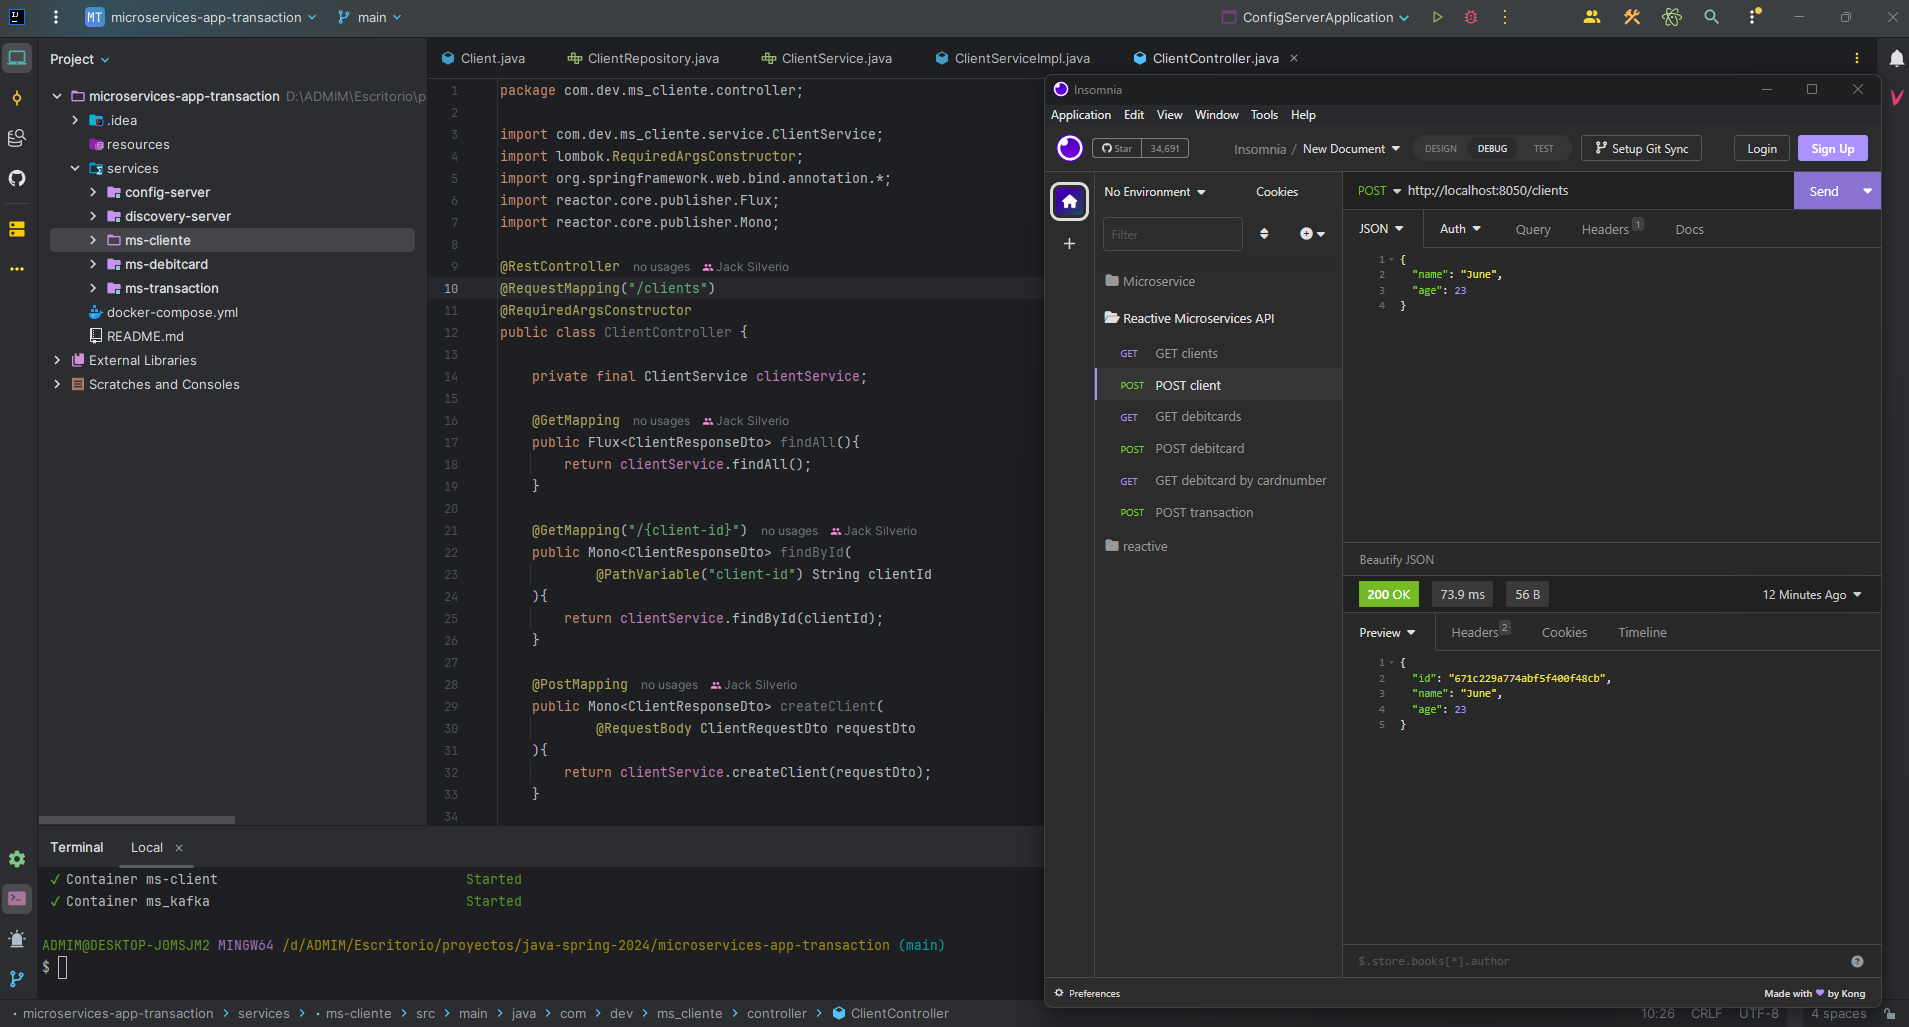 MT microservices-app-transaction main
ConfigServerApplication
Project
microservices-app-transaction D:\ADMIM\Escritorio\p
.idea
resources
services
config-server
discovery-server
ms-cliente
ms-debitcard
ms-transaction
docker-compose.yml
README.md
External Libraries
Scratches and Consoles
Client.java ClientRepository.java ClientService.java ClientServiceImpl.java ClientController.java
1 package com.dev.ms_cliente.controller;
2
3 import com.dev.ms_cliente.service.ClientService;
4 import lombok.RequiredArgsConstructor;
5 import org.springframework.web.bind.annotation.*;
6 import reactor.core.publisher.Flux;
7 import reactor.core.publisher.Mono;
8
9 @RestController no usages Jack Silverio
10 @RequestMapping("/clients")
11 @RequiredArgsConstructor
12 public class ClientController {
13
14 private final ClientService clientService;
15
16 @GetMapping no usages Jack Silverio
17 public Flux<ClientResponseDto> findAll(){
18 return clientService.findAll();
19 }
20
21 @GetMapping("/{client-id}") no usages Jack Silverio
22 public Mono<ClientResponseDto> findById(
23 @PathVariable("client-id") String clientId
24 ){
25 return clientService.findById(clientId);
26 }
27
28 @PostMapping no usages Jack Silverio
29 public Mono<ClientResponseDto> createClient(
30 @RequestBody ClientRequestDto requestDto
31 ){
32 return clientService.createClient(requestDto);
33 }
34
Insomnia
Application Edit View Window Tools Help
Star 34,691 Insomnia / New Document DESIGN DEBUG TEST Setup Git Sync Login Sign Up
No Environment Cookies
Filter
Microservice
Reactive Microservices API
GET GET clients
POST POST client
GET GET debitcards
POST POST debitcard
GET GET debitcard by cardnumber
POST POST transaction
reactive
POST http://localhost:8050/clients Send
JSON Auth Query Headers 1 Docs
1 {
2 "name": "June",
3 "age": 23
4 }
Beautify JSON
200 OK 73.9 ms 56 B 12 Minutes Ago
Preview Headers 2 Cookies Timeline
1 {
2 "id": "671c229a774abf5f400f48cb",
3 "name": "June",
4 "age": 23
5 }
$.store.books[*].author
Preferences Made with by Kong
Terminal Local
✓ Container ms-client Started
✓ Container ms_kafka Started
ADMIM@DESKTOP-J0MSJM2 MINGW64 /d/ADMIM/Escritorio/proyectos/java-spring-2024/microservices-app-transaction (main)
$
microservices-app-transaction > services > ms-cliente > src > main > java > com > dev > ms_cliente > controller > ClientController
10:26 CRLF UTF-8 4 spaces